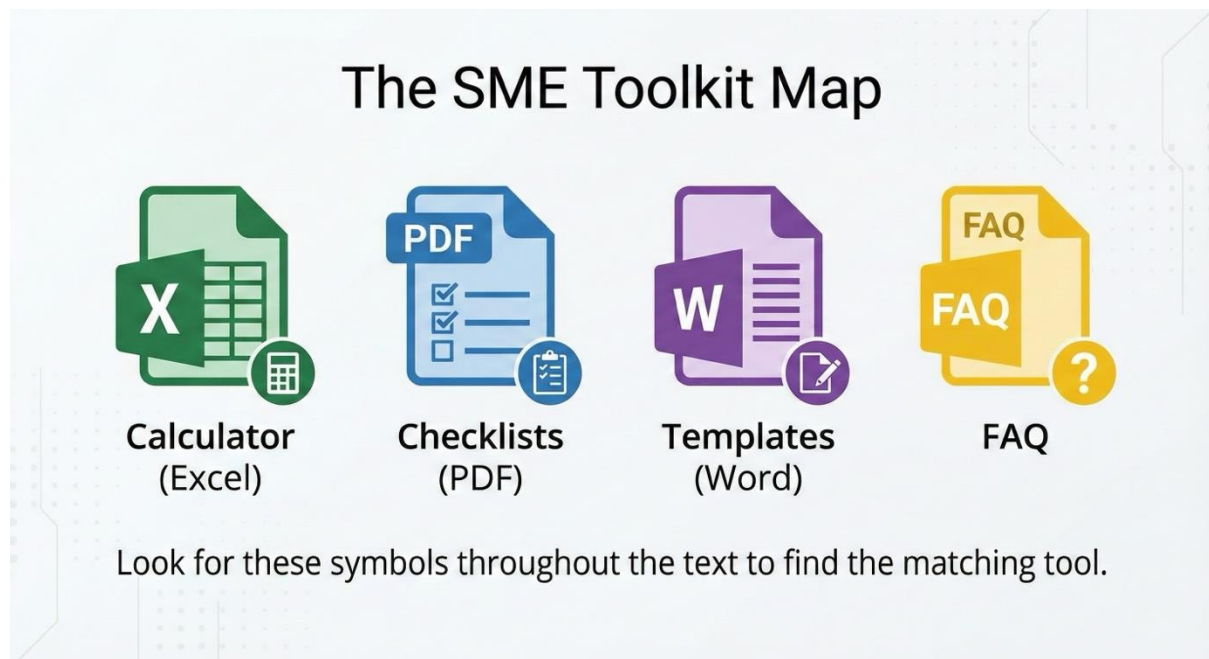 The SME Toolkit Map
X
PDF
W
FAQ
FAQ
?
Calculator
(Excel)
Checklists
(PDF)
Templates
(Word)
FAQ
Look for these symbols throughout the text to find the matching tool.